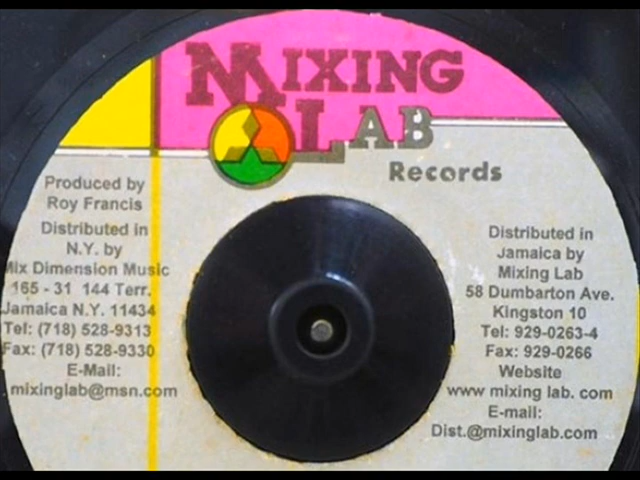 MIXING
LAB
Records
Produced by
Roy Francis
Distributed in
N.Y. by
Mix Dimension Music
165 - 31 144 Terr.
Jamaica N.Y. 11434
Tel: (718) 528-9313
Fax: (718) 528-9330
E-Mail:
mixinglab@msn.com
Distributed in
Jamaica by
Mixing Lab
58 Dumbarton Ave.
Kingston 10
Tel: 929-0263-4
Fax: 929-0266
Website
www mixing lab. com
E-mail:
Dist.@mixinglab.com